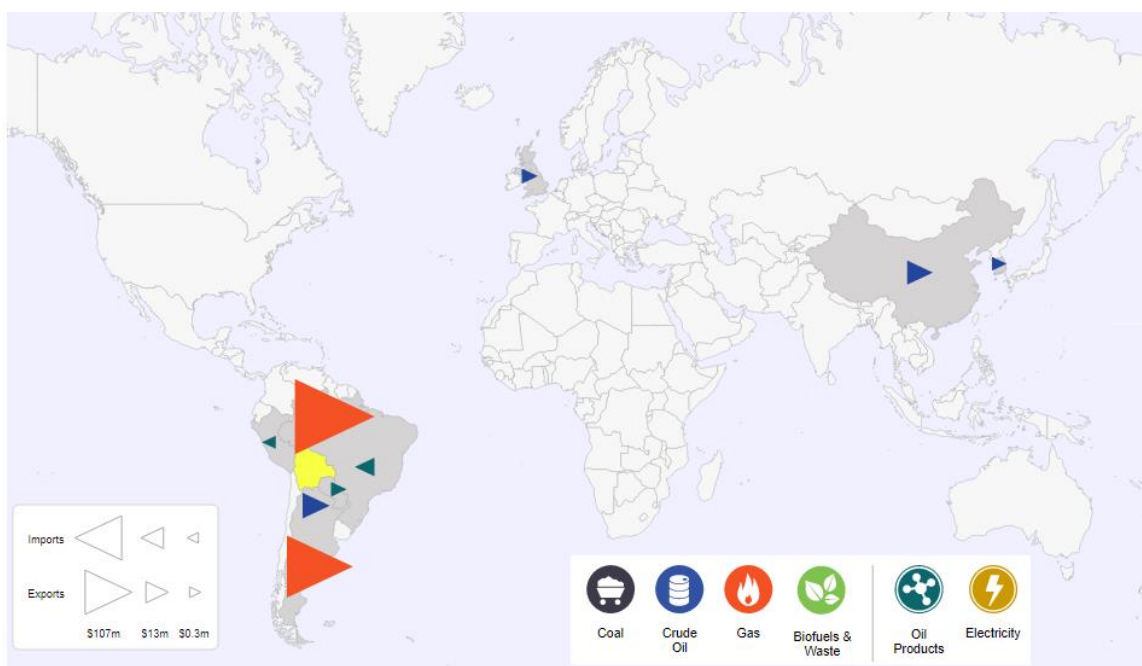 Imports
Exports
$107m $13m $0.3m
Coal
Crude
Oil
Gas
Biofuels &
Waste
Oil
Products
Electricity